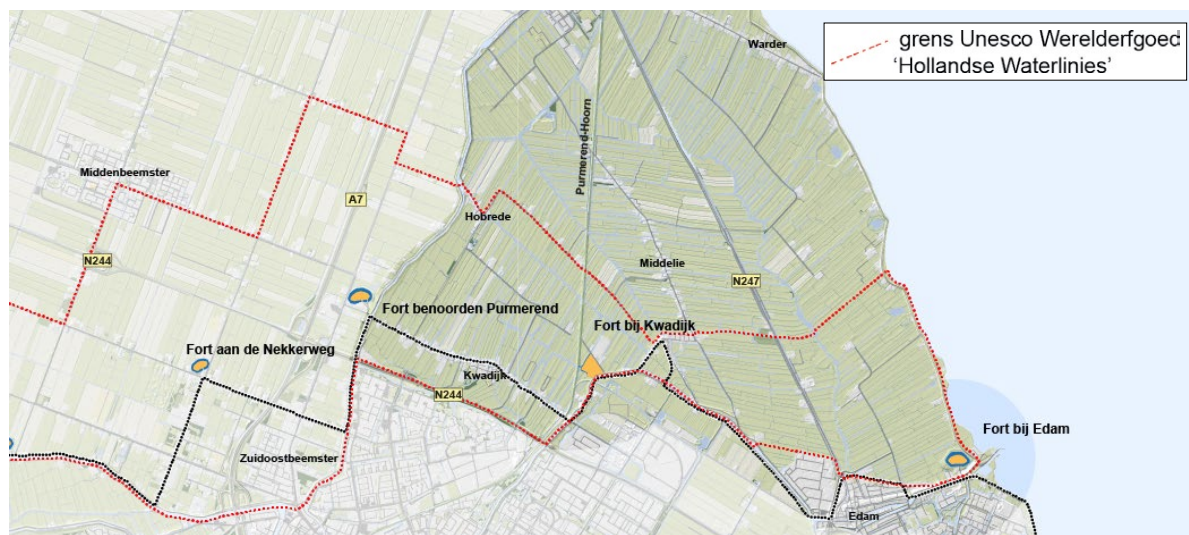 grens Unesco Werelderfgoed
'Hollandse Waterlinies'
Warder
Purmerend-Hoorn
Middenbeemster
A7
Hobrede
N244
Middelie
N247
Fort benoorden Purmerend
Fort bij Kwadijk
Fort aan de Nekkerweg
Kwadijk
N244
Fort bij Edam
Zuidoostbeemster
Edam